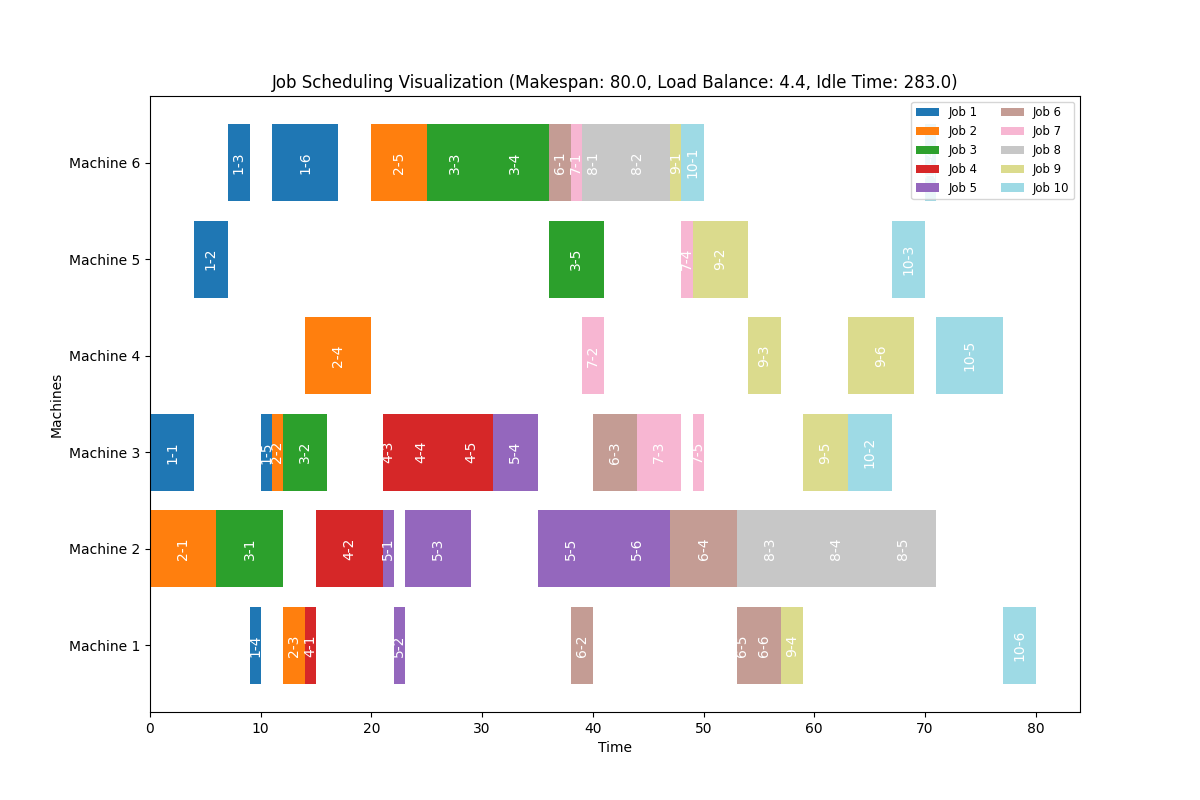 Job Scheduling Visualization (Makespan: 80.0, Load Balance: 4.4, Idle Time: 283.0)
Job 1 Job 6
Job 2 Job 7
Job 3 Job 8
Job 4 Job 9
Job 5 Job 10
Machines
Machine 6
1-3 1-6 2-5 3-3 3-4 6-1 7-1 8-1 8-2 9-1 10-1
Machine 5
1-2 3-5 7-4 9-2 10-3
Machine 4
2-4 7-2 9-3 9-6 10-5
Machine 3
1-1 1-5 2-2 3-2 4-3 4-4 4-5 5-4 6-3 7-3 7-5 9-5 10-2
Machine 2
2-1 3-1 4-2 5-1 5-3 5-5 5-6 6-4 8-3 8-4 8-5
Machine 1
1-4 2-3 4-1 5-2 6-2 6-5 6-6 9-4 10-6
0 10 20 30 40 50 60 70 80
Time